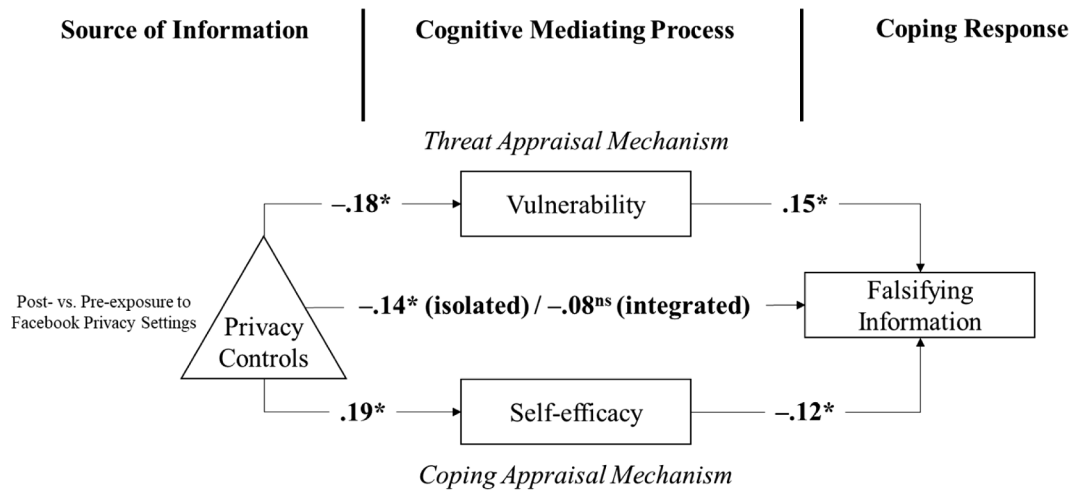 Source of Information
Cognitive Mediating Process
Coping Response
Threat Appraisal Mechanism
–.18*
Vulnerability
.15*
Post- vs. Pre-exposure to
Facebook Privacy Settings
Privacy
Controls
–.14* (isolated) / –.08ⁿˢ (integrated)
Falsifying
Information
.19*
Self-efficacy
–.12*
Coping Appraisal Mechanism